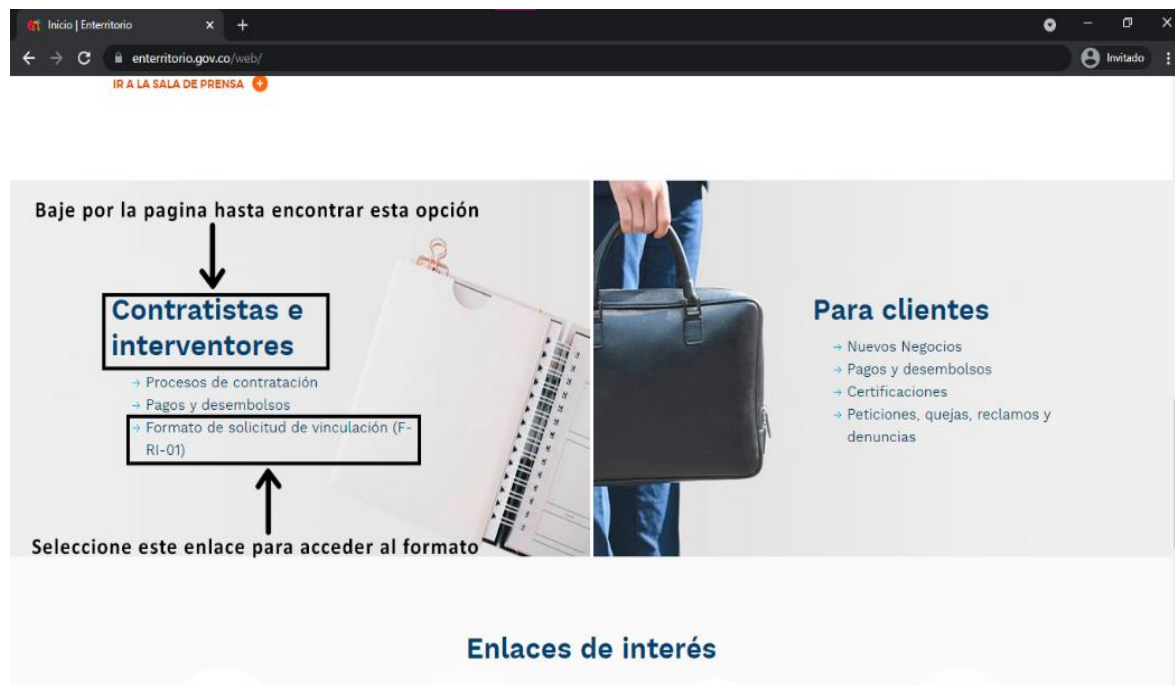 Inicio | Enterritorio
enterritorio.gov.co/web/
Invitado
IR A LA SALA DE PRENSA
Baje por la pagina hasta encontrar esta opción
Contratistas e
interventores
Procesos de contratación
Pagos y desembolsos
Formato de solicitud de vinculación (F-
RI-01)
Seleccione este enlace para acceder al formato
Para clientes
Nuevos Negocios
Pagos y desembolsos
Certificaciones
Peticiones, quejas, reclamos y
denuncias
Enlaces de interés